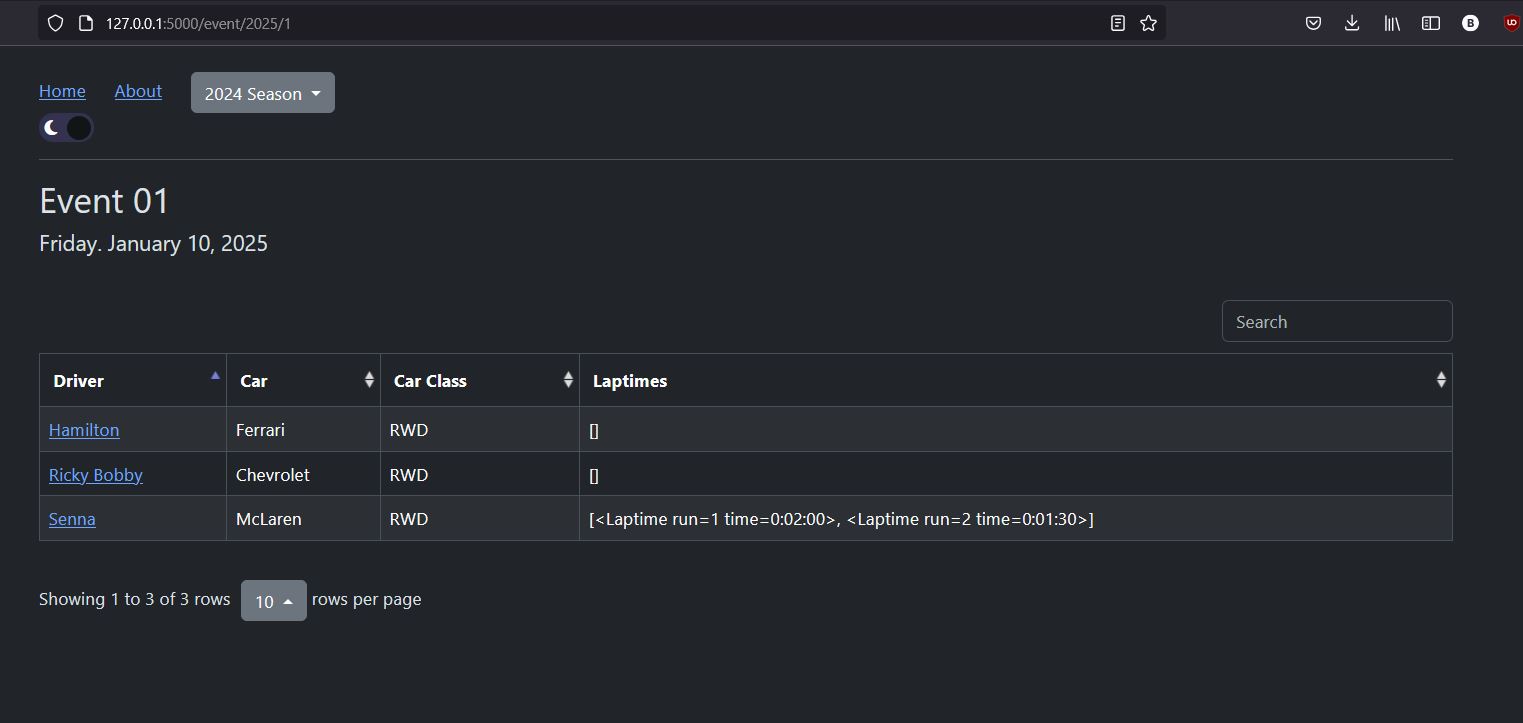 127.0.0.1:5000/event/2025/1
B
UO
Home About 2024 Season
Event 01
Friday. January 10, 2025
Search
Driver Car Car Class Laptimes
Hamilton Ferrari RWD []
Ricky Bobby Chevrolet RWD []
Senna McLaren RWD [<Laptime run=1 time=0:02:00>, <Laptime run=2 time=0:01:30>]
Showing 1 to 3 of 3 rows 10 rows per page